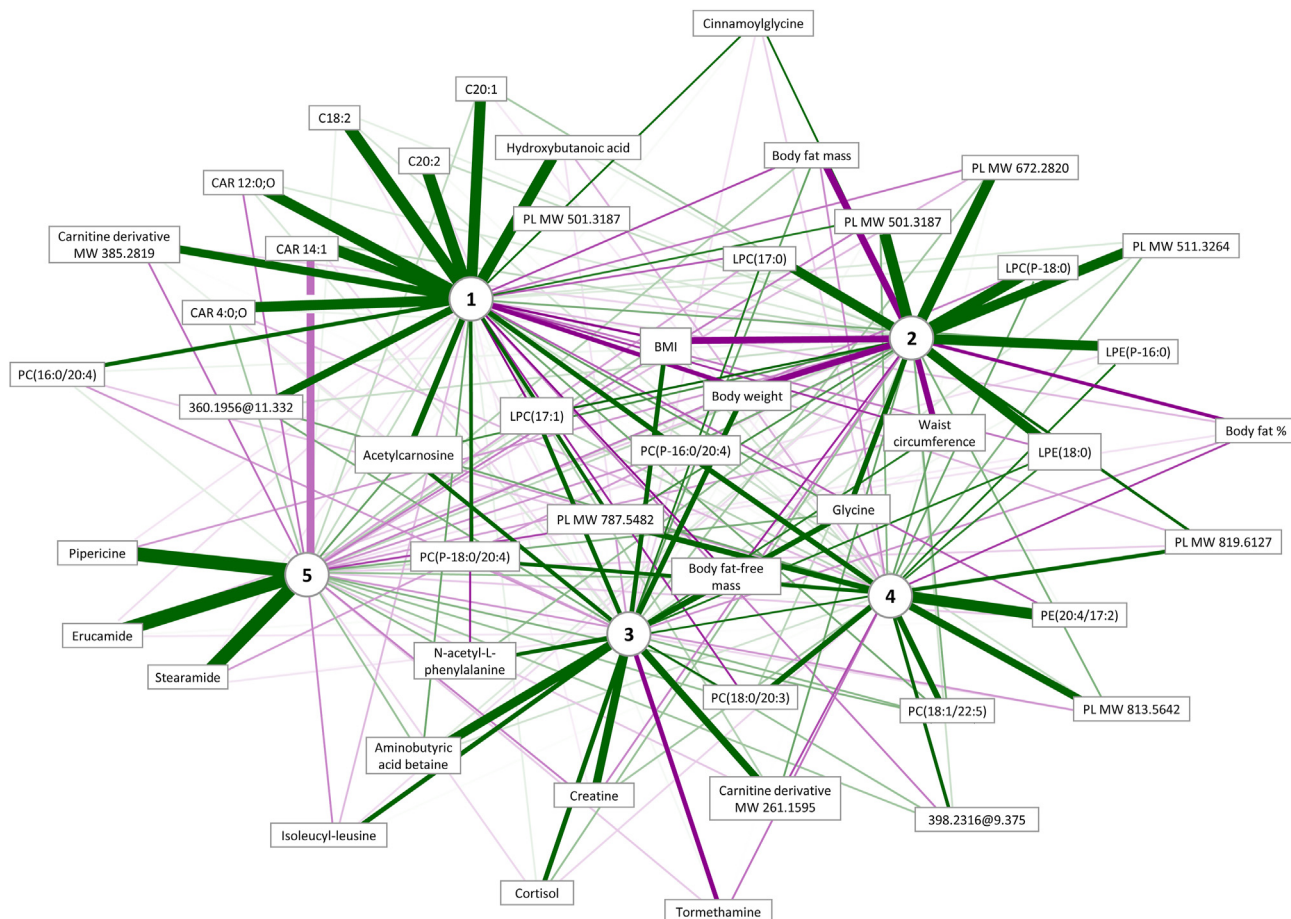 Cinnamoylglycine
C20:1
C18:2
Hydroxybutanoic acid
Body fat mass
C20:2
PL MW 672.2820
CAR 12:0;O
PL MW 501.3187
PL MW 501.3187
Carnitine derivative
MW 385.2819
CAR 14:1
PL MW 511.3264
LPC(17:0)
LPC(P-18:0)
1
CAR 4:0;O
2
BMI
LPE(P-16:0)
PC(16:0/20:4)
Body weight
360.1956@11.332
LPC(17:1)
Waist
circumference
Body fat %
Acetylcarnosine
PC(P-16:0/20:4)
LPE(18:0)
Glycine
PL MW 787.5482
PL MW 819.6127
Pipericine
PC(P-18:0/20:4)
5
Body fat-free
mass
4
PE(20:4/17:2)
Erucamide
3
N-acetyl-L-
phenylalanine
Stearamide
PC(18:0/20:3)
PC(18:1/22:5)
PL MW 813.5642
Aminobutyric
acid betaine
Creatine
Carnitine derivative
MW 261.1595
398.2316@9.375
Isoleucyl-leusine
Cortisol
Tormethamine